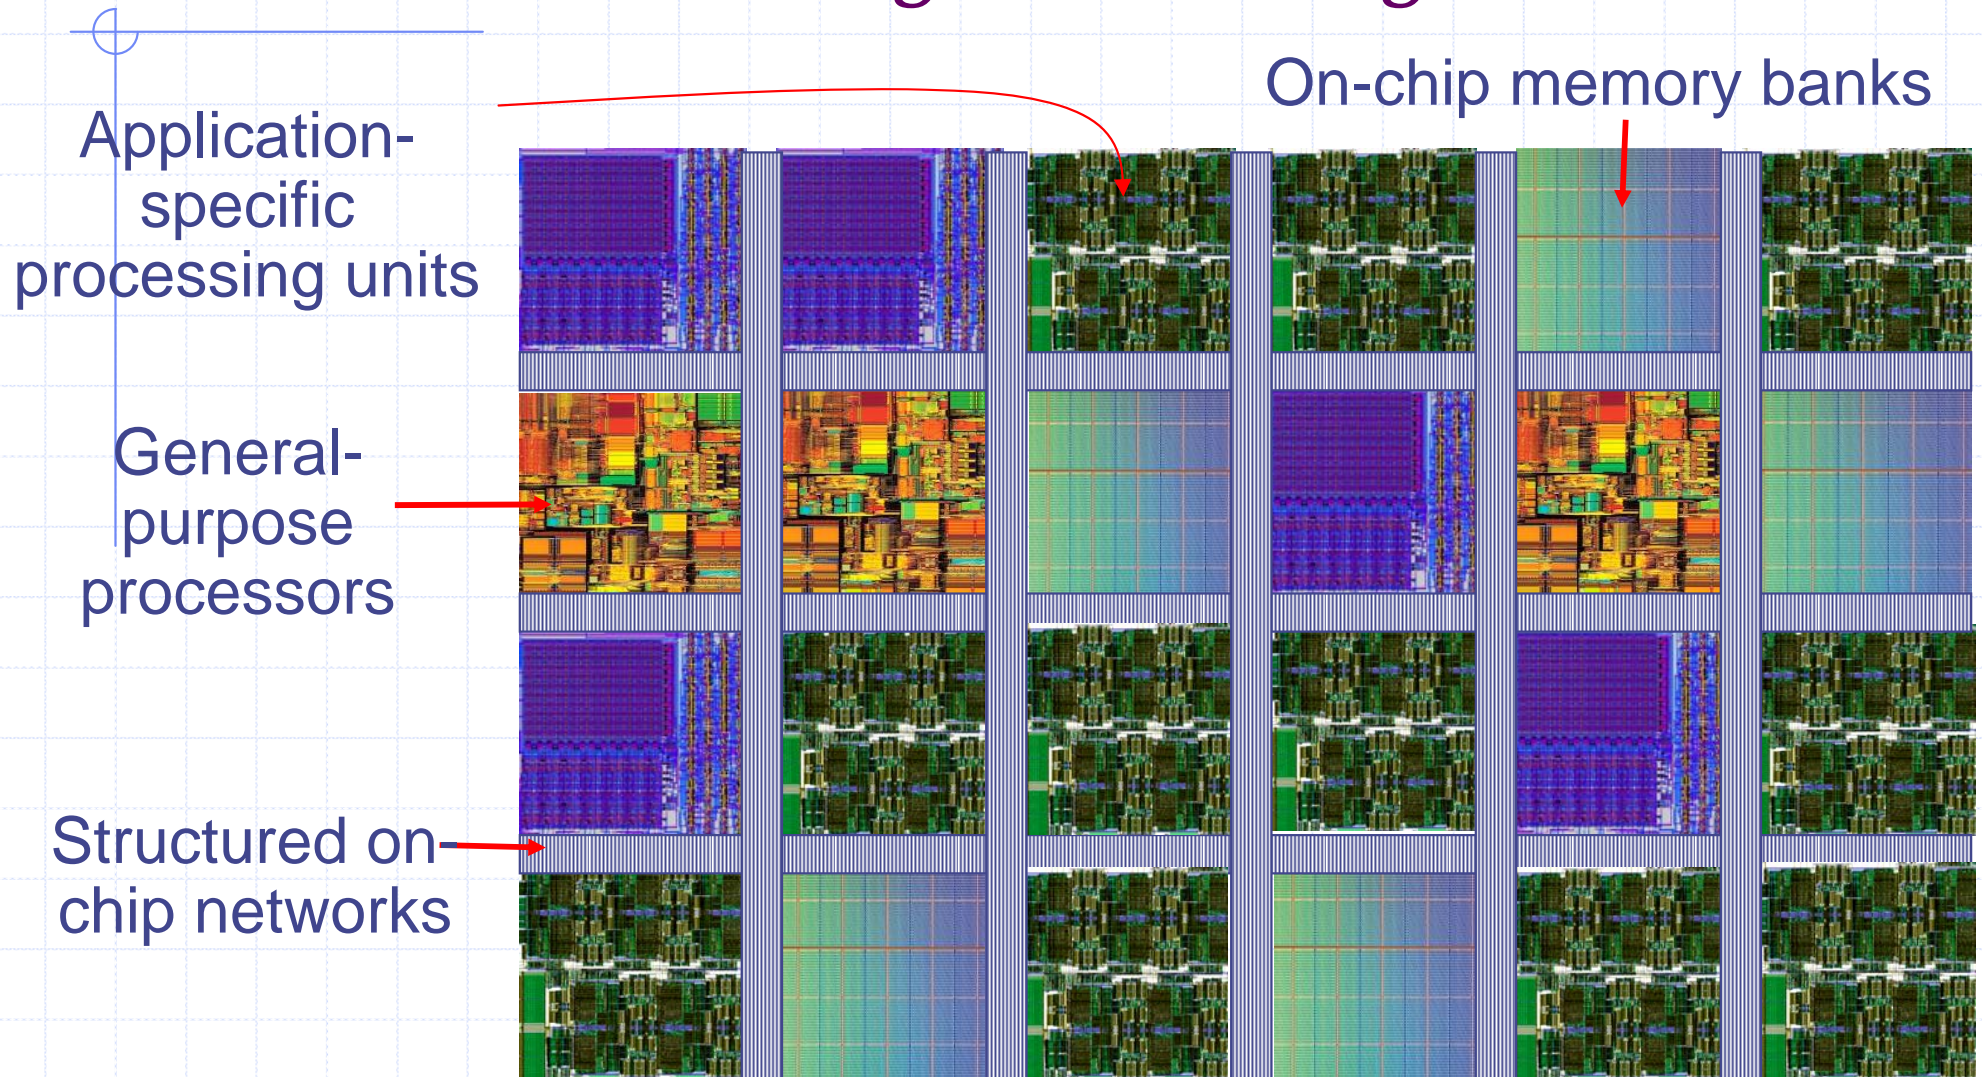 On-chip memory banks
Application-
specific
processing units
General-
purpose
processors
Structured on-
chip networks